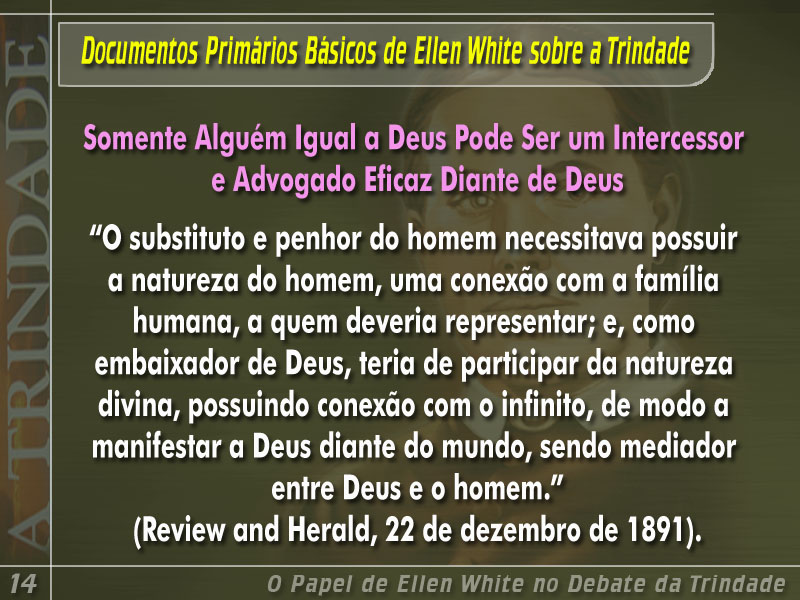 Documentos Primários Básicos de Ellen White sobre a Trindade
Somente Alguém Igual a Deus Pode Ser um Intercessor
e Advogado Eficaz Diante de Deus
“O substituto e penhor do homem necessitava possuir
a natureza do homem, uma conexão com a família
humana, a quem deveria representar; e, como
embaixador de Deus, teria de participar da natureza
divina, possuindo conexão com o infinito, de modo a
manifestar a Deus diante do mundo, sendo mediador
entre Deus e o homem.”
(Review and Herald, 22 de dezembro de 1891).
A TRINDADE
14
O Papel de Ellen White no Debate da Trindade